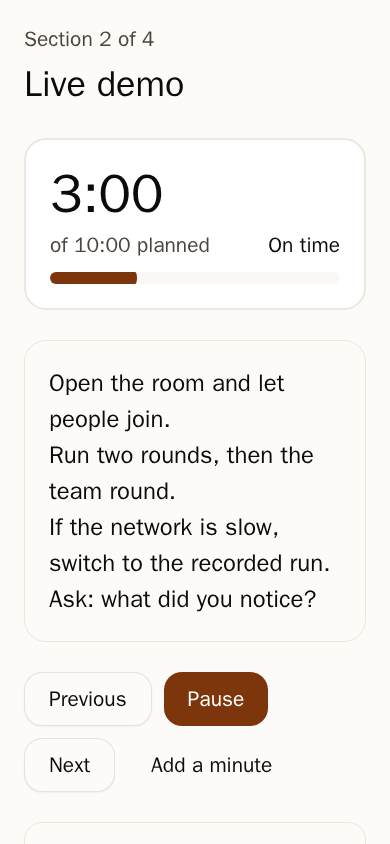 Section 2 of 4
Live demo
3:00
of 10:00 planned
On time
Open the room and let
people join.
Run two rounds, then the
team round.
If the network is slow,
switch to the recorded run.
Ask: what did you notice?
Previous
Pause
Next
Add a minute